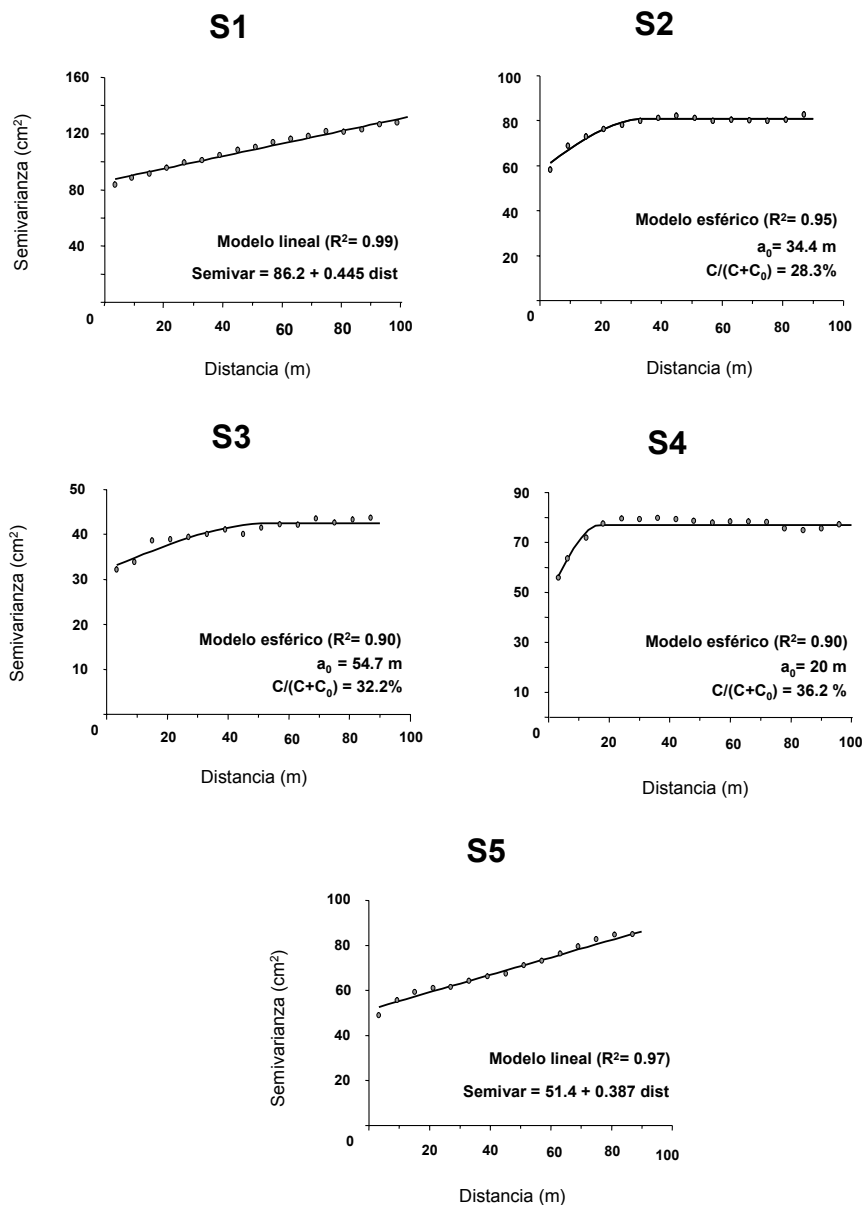 S1
Semivarianza (cm²)
160
120
80
40
0
20
40
60
80
100
Modelo lineal (R²= 0.99)
Semivar = 86.2 + 0.445 dist
Distancia (m)
S2
100
80
60
40
20
0
20
40
60
80
100
Modelo esférico (R²= 0.95)
a₀= 34.4 m
C/(C+C₀) = 28.3%
Distancia (m)
S3
Semivarianza (cm²)
50
40
30
20
10
0
20
40
60
80
100
Modelo esférico (R²= 0.90)
a₀ = 54.7 m
C/(C+C₀) = 32.2%
Distancia (m)
S4
90
70
50
30
10
0
20
40
60
80
100
Modelo esférico (R²= 0.90)
a₀= 20 m
C/(C+C₀) = 36.2 %
Distancia (m)
S5
Semivarianza (cm²)
100
80
60
40
20
0
20
40
60
80
100
Modelo lineal (R²= 0.97)
Semivar = 51.4 + 0.387 dist
Distancia (m)